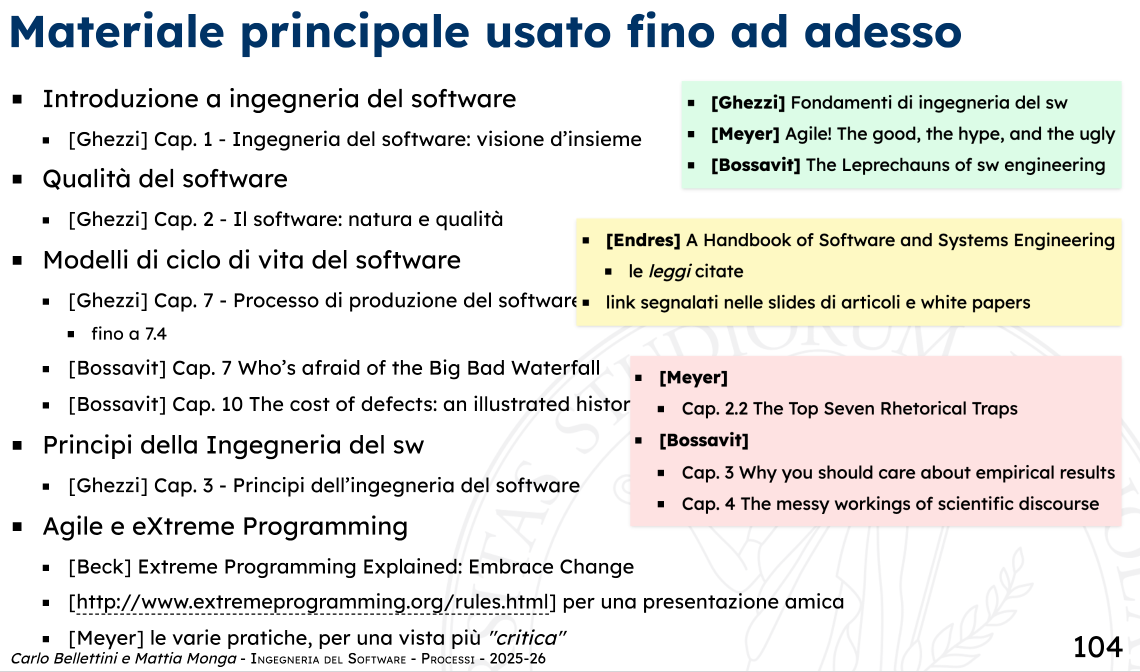 Materiale principale usato fino ad adesso
▪ Introduzione a ingegneria del software
▪ [Ghezzi] Cap. 1 - Ingegneria del software: visione d’insieme
▪ Qualità del software
▪ [Ghezzi] Cap. 2 - Il software: natura e qualità
▪ Modelli di ciclo di vita del software
▪ [Ghezzi] Cap. 7 - Processo di produzione del software
▪ fino a 7.4
▪ [Bossavit] Cap. 7 Who’s afraid of the Big Bad Waterfall
▪ [Bossavit] Cap. 10 The cost of defects: an illustrated histor
▪ Principi della Ingegneria del sw
▪ [Ghezzi] Cap. 3 - Principi dell’ingegneria del software
▪ Agile e eXtreme Programming
▪ [Beck] Extreme Programming Explained: Embrace Change
▪ [http://www.extremeprogramming.org/rules.html] per una presentazione amica
▪ [Meyer] le varie pratiche, per una vista più "critica"
▪ [Ghezzi] Fondamenti di ingegneria del sw
▪ [Meyer] Agile! The good, the hype, and the ugly
▪ [Bossavit] The Leprechauns of sw engineering
▪ [Endres] A Handbook of Software and Systems Engineering
▪ le leggi citate
▪ link segnalati nelle slides di articoli e white papers
▪ [Meyer]
▪ Cap. 2.2 The Top Seven Rhetorical Traps
▪ [Bossavit]
▪ Cap. 3 Why you should care about empirical results
▪ Cap. 4 The messy workings of scientific discourse
Carlo Bellettini e Mattia Monga - Ingegneria del Software - Processi - 2025-26
104